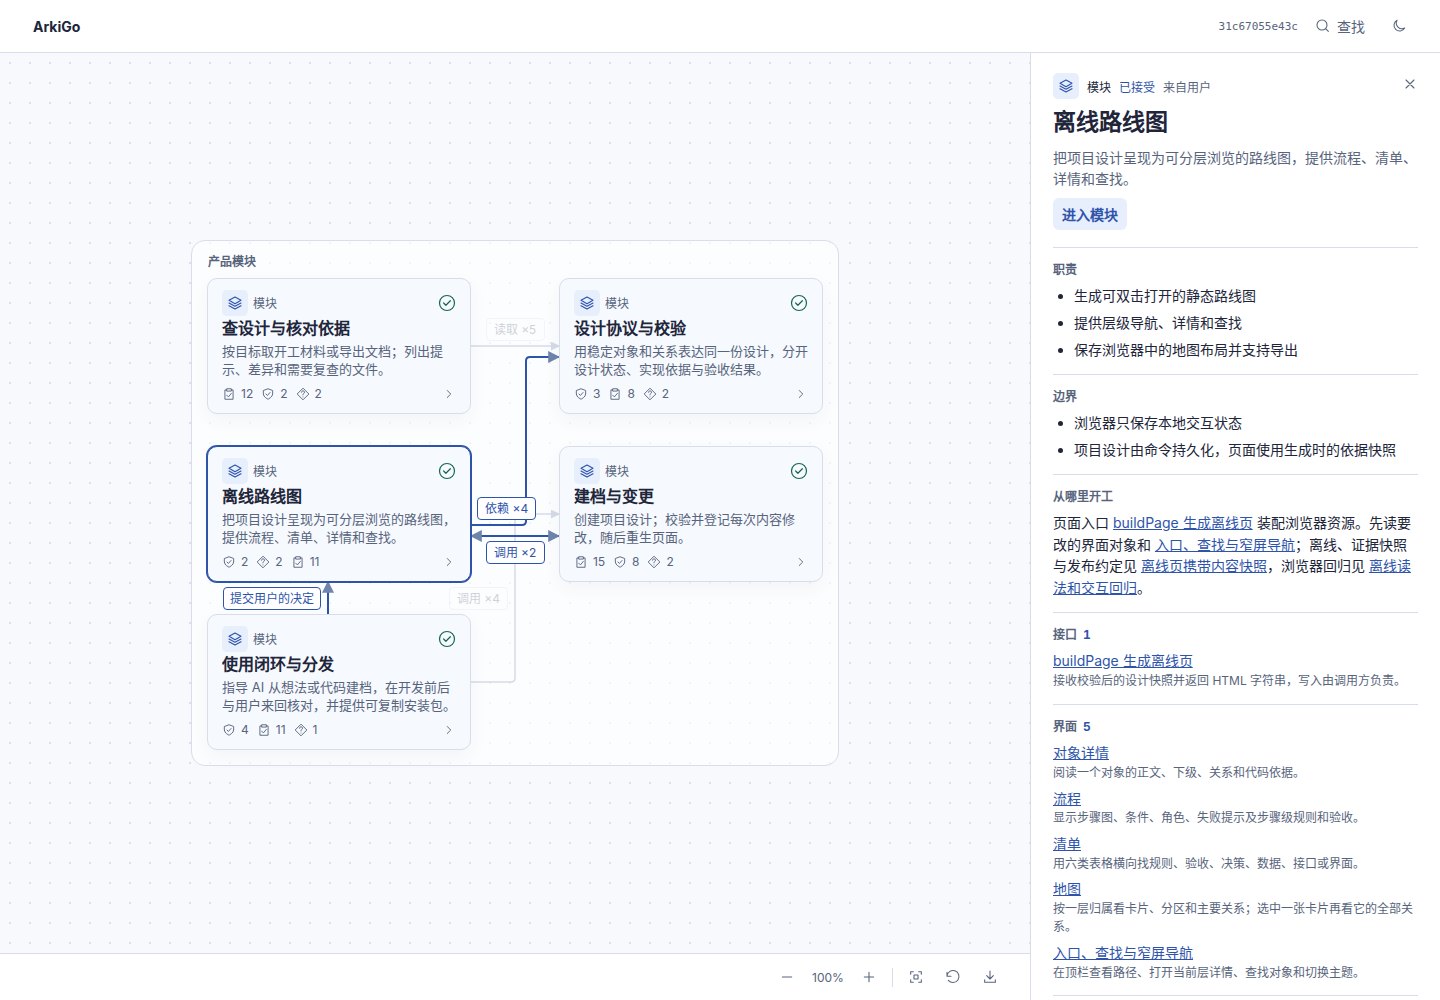 ArkiGo
31c67055e43c
查找
产品模块
模块
查设计与核对依据
按目标取开工材料或导出文档；列出提
示、差异和需要复查的文件。
12 2 2
读取 ×5
模块
设计协议与校验
用稳定对象和关系表达同一份设计，分开
设计状态、实现依据与验收结果。
3 8 2
模块
离线路线图
把项目设计呈现为可分层浏览的路线图，
提供流程、清单、详情和查找。
2 2 11
依赖 ×4
调用 ×2
模块
建档与变更
创建项目设计；校验并登记每次内容修
改，随后重生页面。
15 8 2
提交用户的决定
调用 ×4
模块
使用闭环与分发
指导 AI 从想法或代码建档，在开发前后
与用户来回核对，并提供可复制安装包。
4 11 1
100%
模块 已接受 来自用户
离线路线图
把项目设计呈现为可分层浏览的路线图，提供流程、清单、
详情和查找。
进入模块
职责
生成可双击打开的静态路线图
提供层级导航、详情和查找
保存浏览器中的地图布局并支持导出
边界
浏览器只保存本地交互状态
项目设计由命令持久化，页面使用生成时的依据快照
从哪里开工
页面入口 buildPage 生成离线页 装配浏览器资源。先读要
改的界面对象和 入口、查找与窄屏导航；离线、证据快照
与发布约定见 离线页携带内容快照，浏览器回归见 离线读
法和交互回归。
接口 1
buildPage 生成离线页
接收校验后的设计快照并返回 HTML 字符串，写入由调用方负责。
界面 5
对象详情
阅读一个对象的正文、下级、关系和代码依据。
流程
显示步骤图、条件、角色、失败提示及步骤级规则和验收。
清单
用六类表格横向找规则、验收、决策、数据、接口或界面。
地图
按一层归属看卡片、分区和主要关系；选中一张卡片再看它的全部关
系。
入口、查找与窄屏导航
在顶栏查看路径、打开当前层详情、查找对象和切换主题。